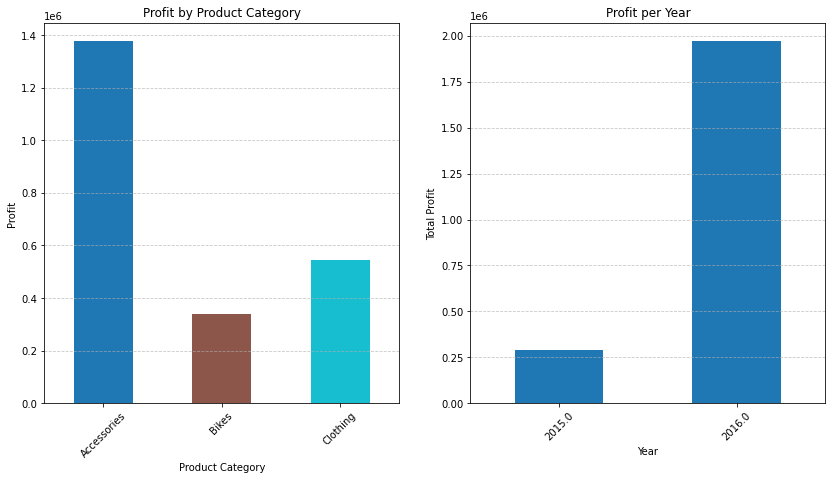 Profit by Product Category
1e6
1.4
1.2
1.0
0.8
0.6
0.4
0.2
0.0
Profit
Accessories
Bikes
Clothing
Product Category
Profit per Year
1e6
2.00
1.75
1.50
1.25
1.00
0.75
0.50
0.25
0.00
Total Profit
2015.0
2016.0
Year